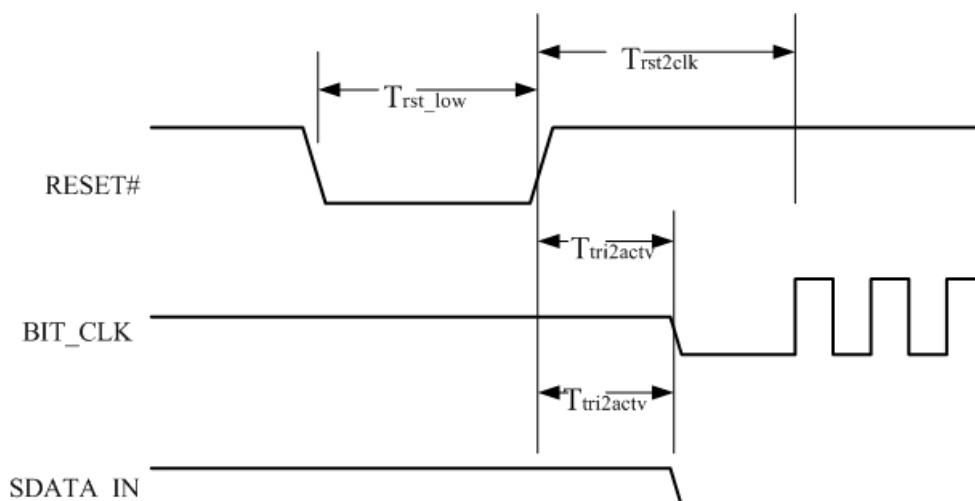 Trst2clk
Trst_low
RESET#
Ttri2actv
BIT_CLK
Ttri2actv
SDATA_IN